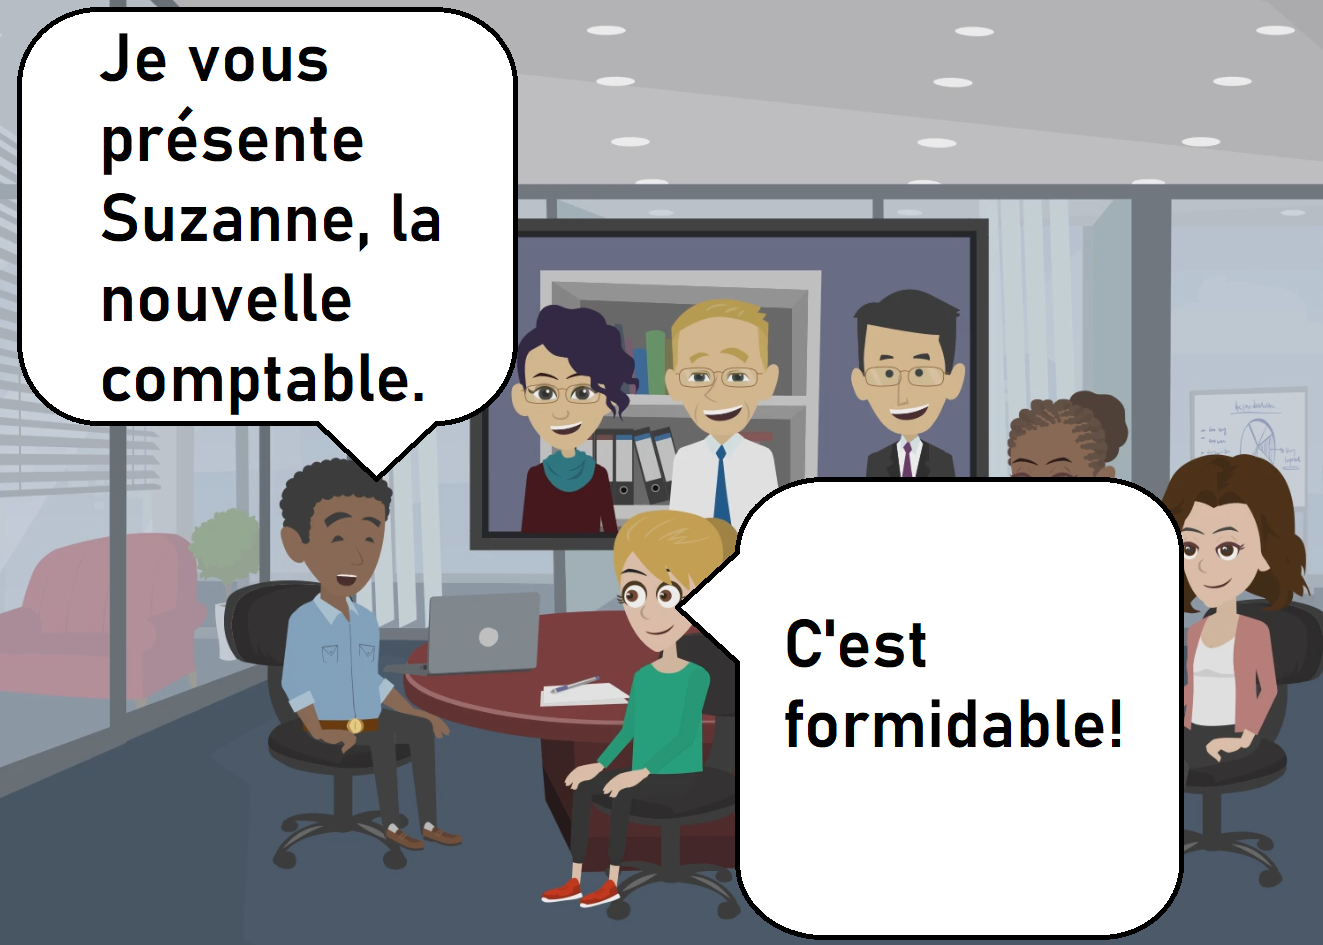 Je vous
présente
Suzanne, la
nouvelle
comptable.
C'est
formidable!